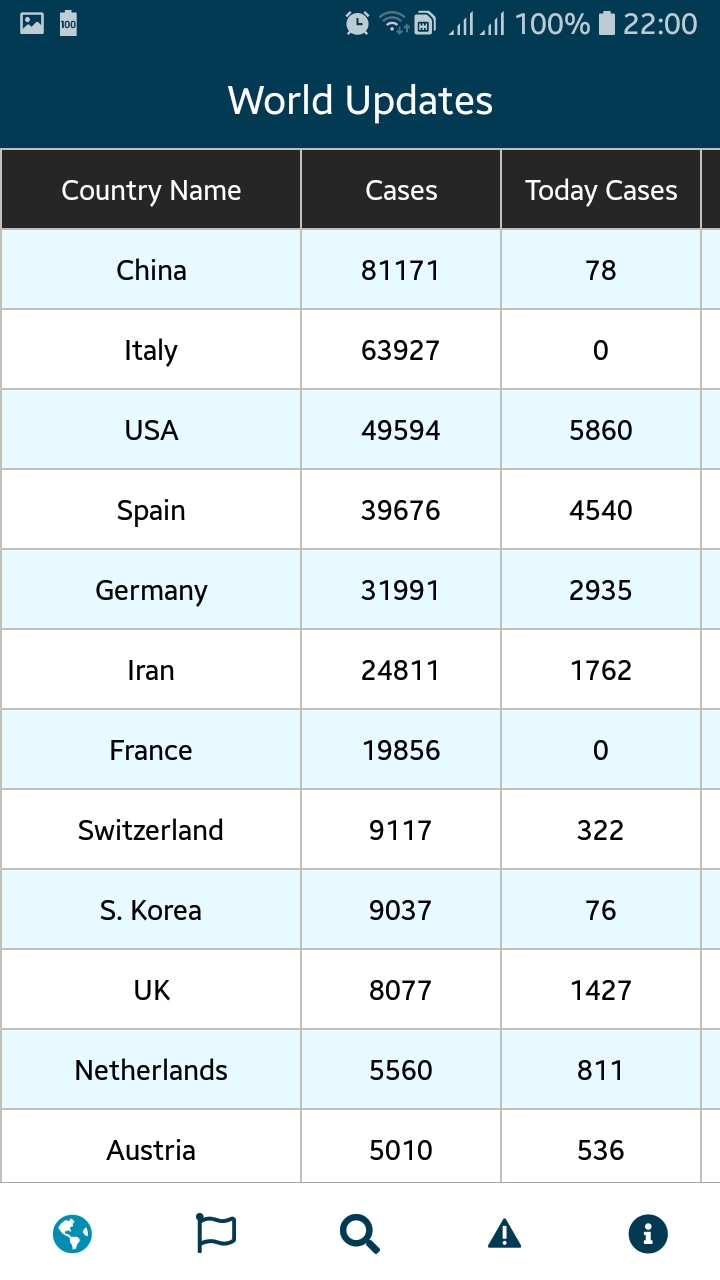 100 100% 22:00
World Updates
Country Name Cases Today Cases
China 81171 78
Italy 63927 0
USA 49594 5860
Spain 39676 4540
Germany 31991 2935
Iran 24811 1762
France 19856 0
Switzerland 9117 322
S. Korea 9037 76
UK 8077 1427
Netherlands 5560 811
Austria 5010 536